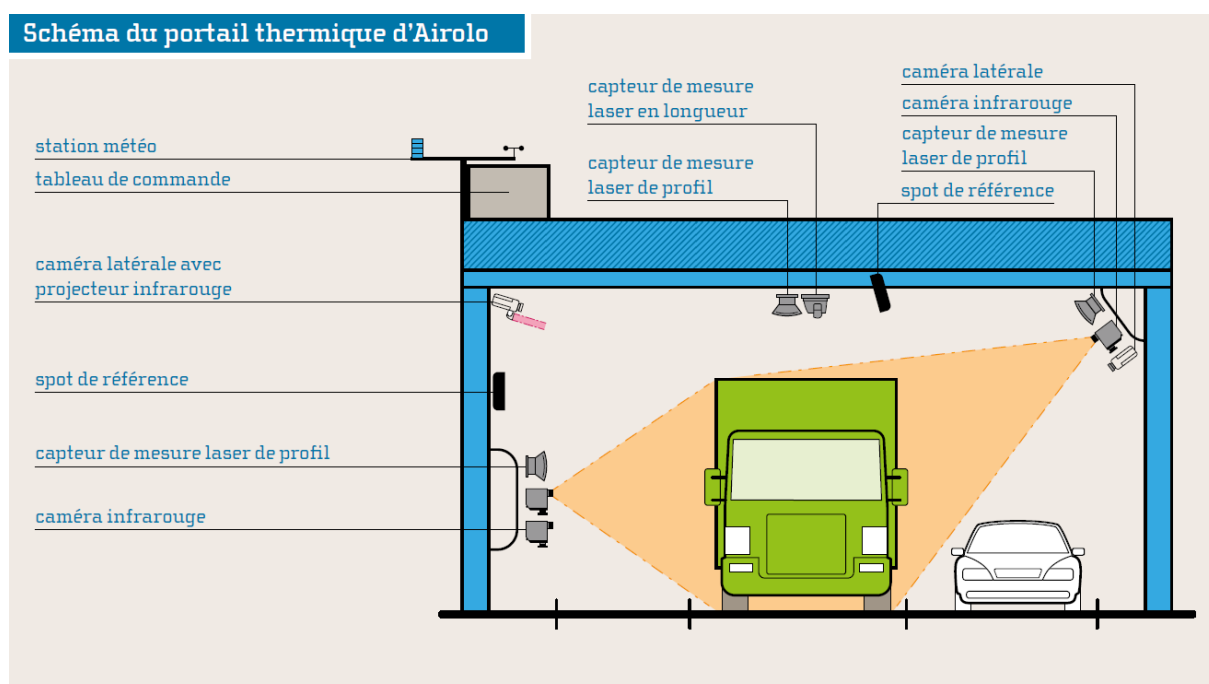 Schéma du portail thermique d'Airolo
station météo
tableau de commande
caméra latérale avec
projecteur infrarouge
spot de référence
capteur de mesure laser de profil
caméra infrarouge
capteur de mesure
laser en longueur
capteur de mesure
laser de profil
caméra latérale
caméra infrarouge
capteur de mesure
laser de profil
spot de référence